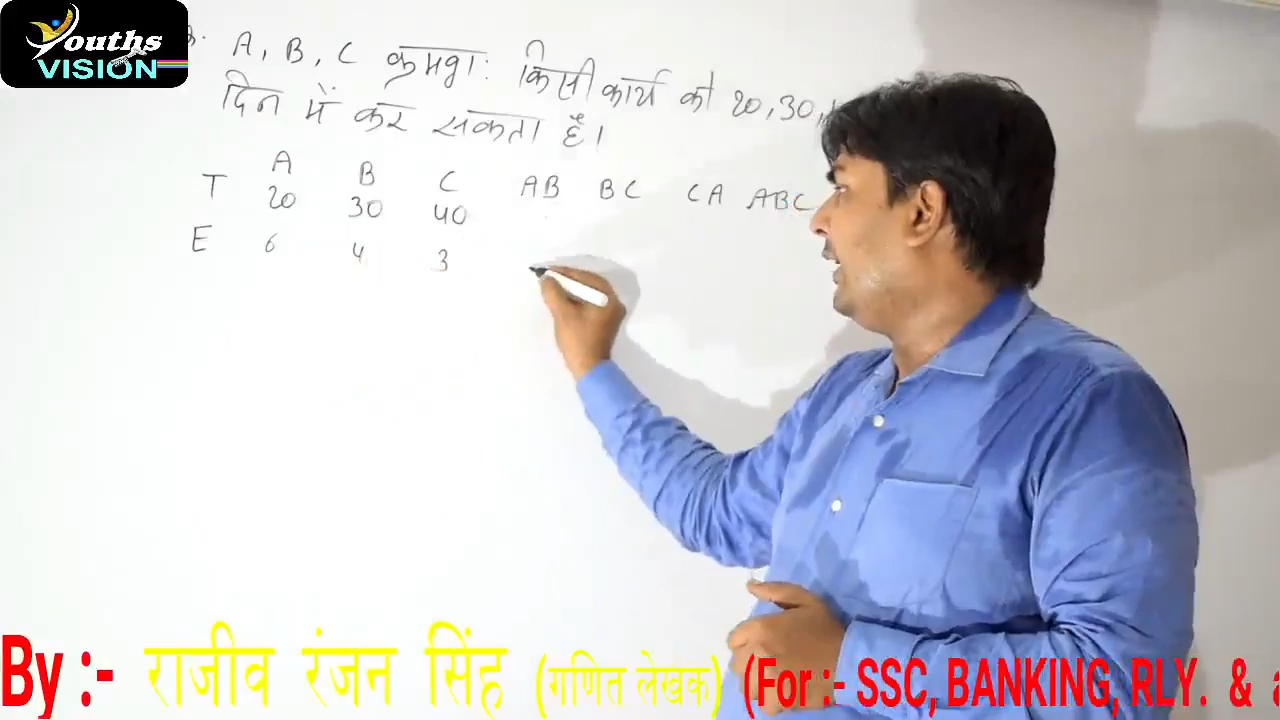 Youths
VISION
A, B, C क्रमशः किसी कार्य को 20, 30,
दिन में कर सकता है।
A B C AB BC CA ABC
T 20 30 40
E 6 4 3
By :- राजीव रंजन सिंह (गणित लेखक) (For :- SSC, BANKING, RLY. & a